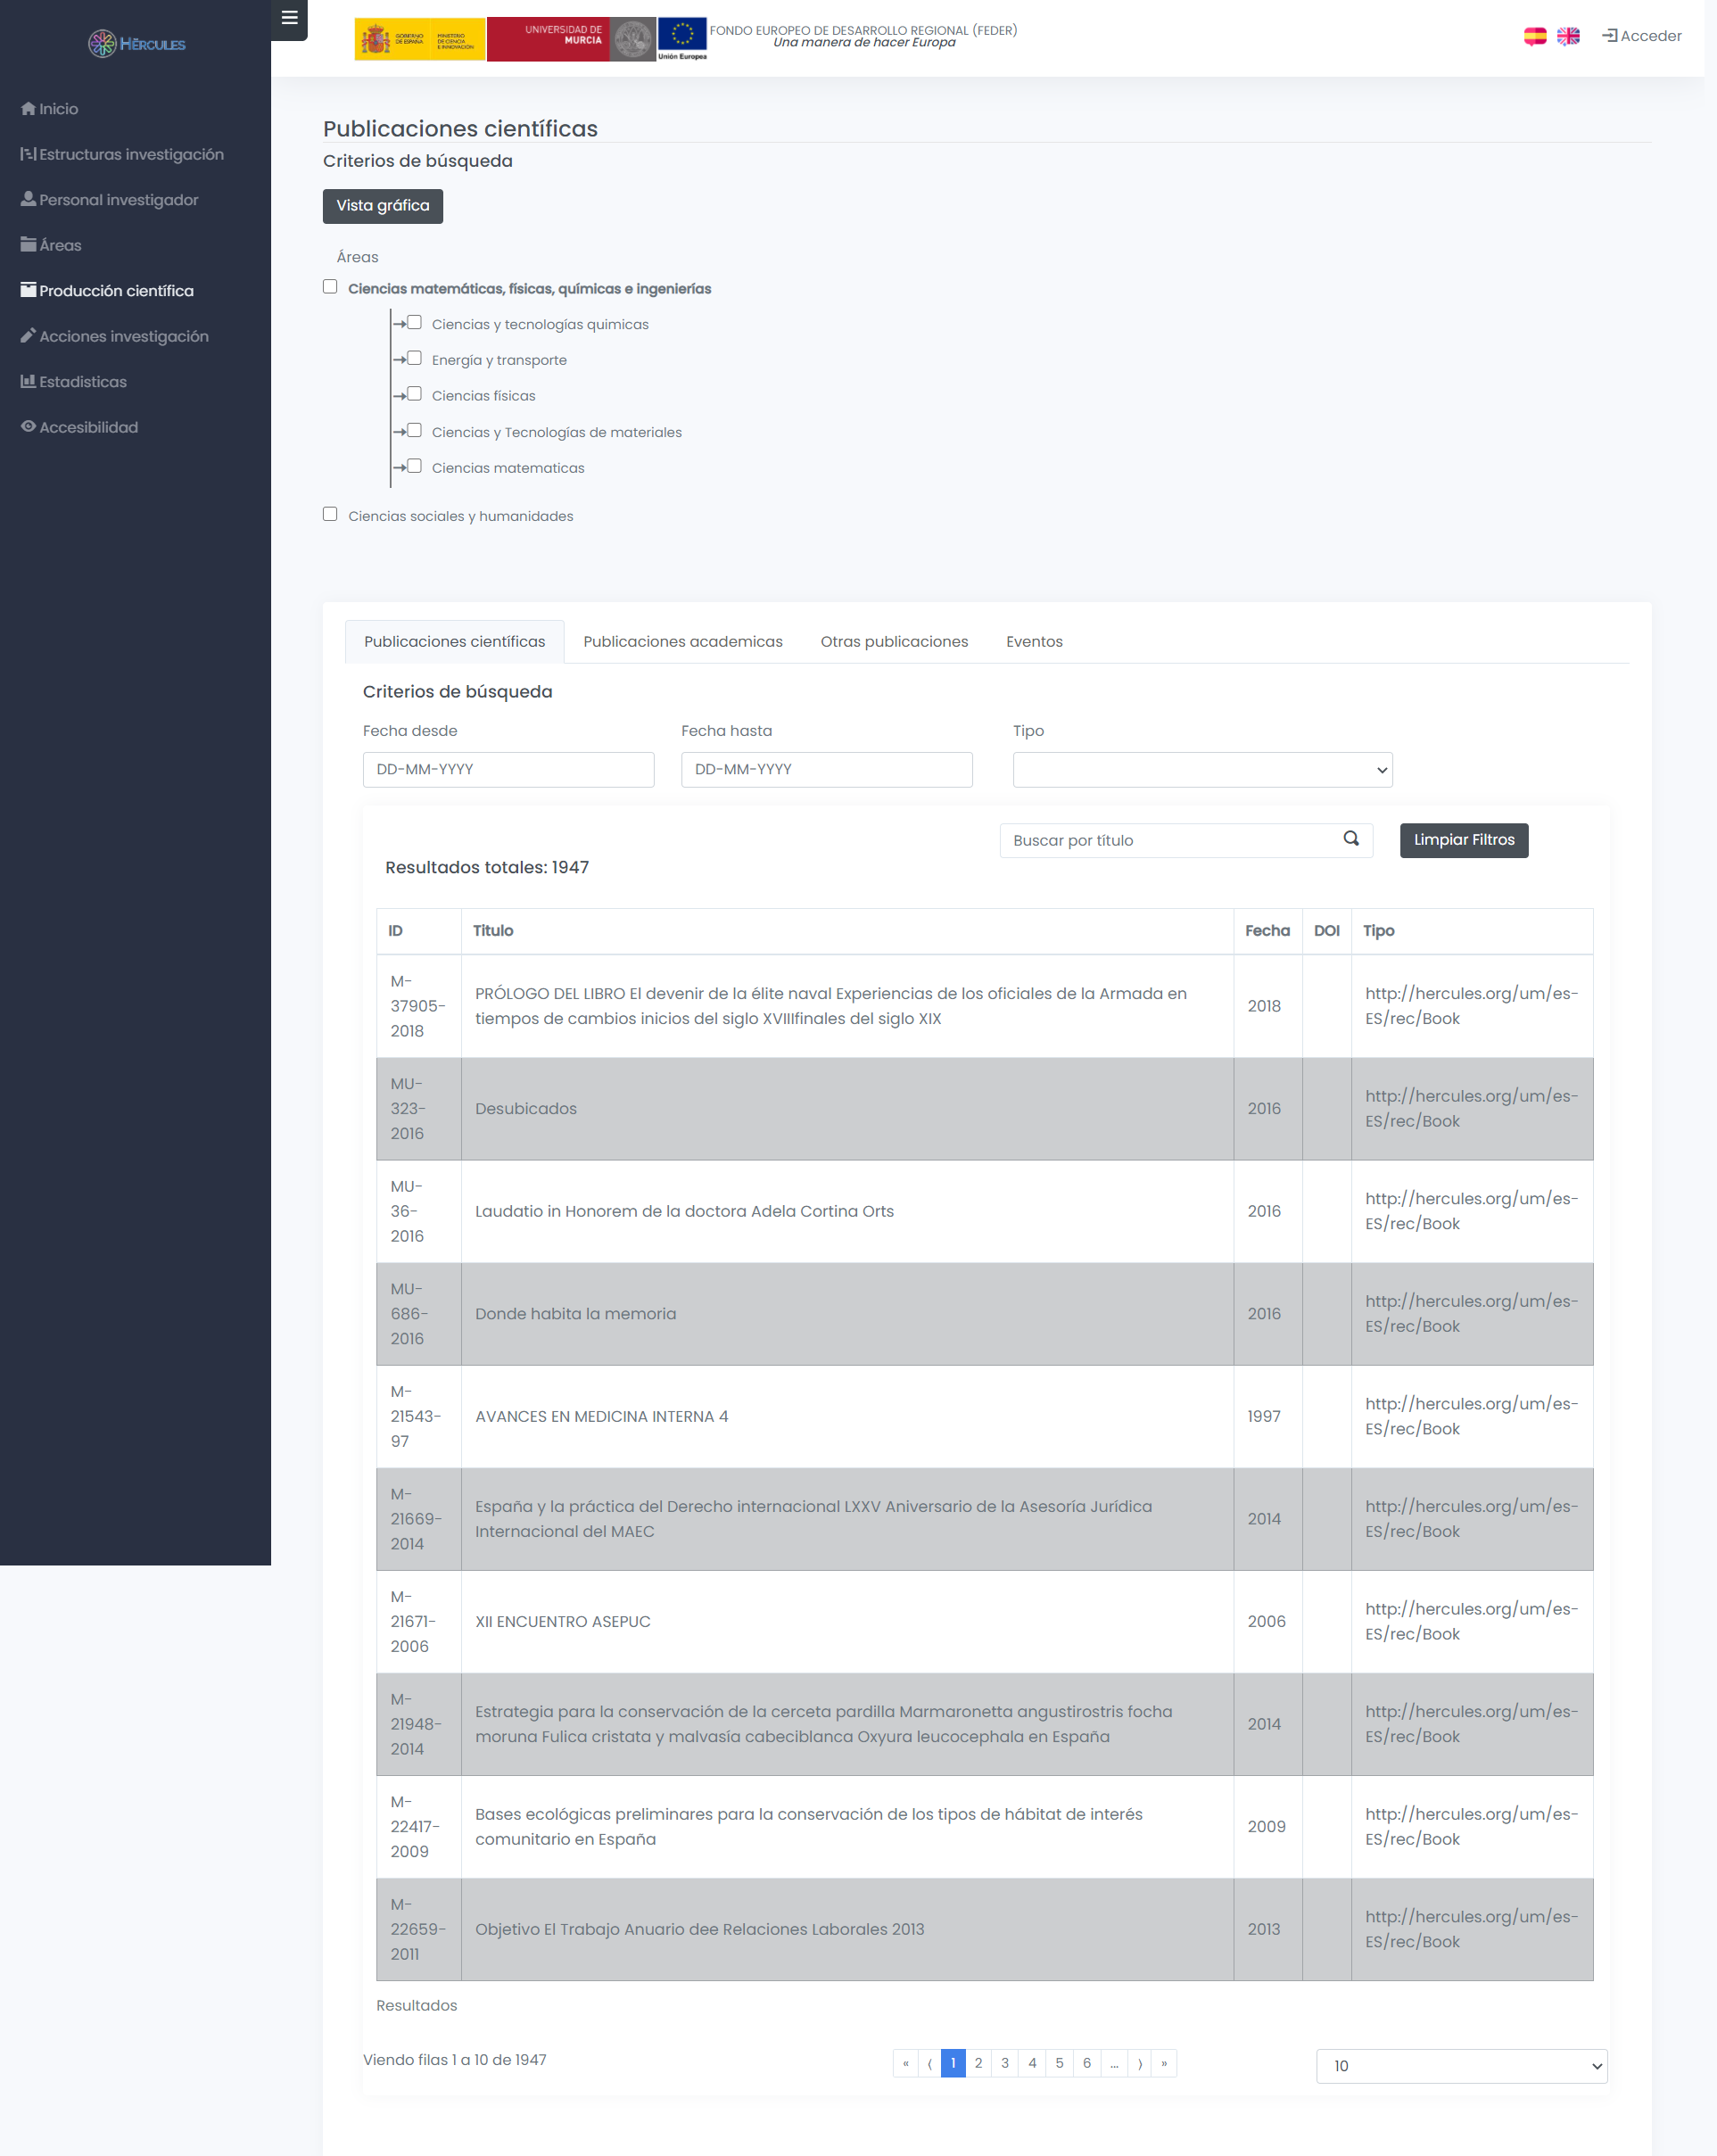 HERCULES
Inicio
Estructuras investigación
Personal investigador
Áreas
Producción científica
Acciones investigación
Estadisticas
Accesibilidad
GOBIERNO DE ESPAÑA
MINISTERIO DE CIENCIA E INNOVACIÓN
UNIVERSIDAD DE
MURCIA
Unión Europea
FONDO EUROPEO DE DESARROLLO REGIONAL (FEDER)
Una manera de hacer Europa
Acceder
Publicaciones científicas
Criterios de búsqueda
Vista gráfica
Áreas
Ciencias matemáticas, físicas, químicas e ingenierías
Ciencias y tecnologías quimicas
Energía y transporte
Ciencias físicas
Ciencias y Tecnologías de materiales
Ciencias matematicas
Ciencias sociales y humanidades
Publicaciones científicas Publicaciones academicas Otras publicaciones Eventos
Criterios de búsqueda
Fecha desde Fecha hasta Tipo
DD-MM-YYYY DD-MM-YYYY
Buscar por título Limpiar Filtros
Resultados totales: 1947
ID Titulo Fecha DOI Tipo
M-
37905-
2018
PRÓLOGO DEL LIBRO El devenir de la élite naval Experiencias de los oficiales de la Armada en
tiempos de cambios inicios del siglo XVIIIfinales del siglo XIX
2018
http://hercules.org/um/es-
ES/rec/Book
MU-
323-
2016
Desubicados
2016
http://hercules.org/um/es-
ES/rec/Book
MU-
36-
2016
Laudatio in Honorem de la doctora Adela Cortina Orts
2016
http://hercules.org/um/es-
ES/rec/Book
MU-
686-
2016
Donde habita la memoria
2016
http://hercules.org/um/es-
ES/rec/Book
M-
21543-
97
AVANCES EN MEDICINA INTERNA 4
1997
http://hercules.org/um/es-
ES/rec/Book
M-
21669-
2014
España y la práctica del Derecho internacional LXXV Aniversario de la Asesoría Jurídica
Internacional del MAEC
2014
http://hercules.org/um/es-
ES/rec/Book
M-
21671-
2006
XII ENCUENTRO ASEPUC
2006
http://hercules.org/um/es-
ES/rec/Book
M-
21948-
2014
Estrategia para la conservación de la cerceta pardilla Marmaronetta angustirostris focha
moruna Fulica cristata y malvasía cabeciblanca Oxyura leucocephala en España
2014
http://hercules.org/um/es-
ES/rec/Book
M-
22417-
2009
Bases ecológicas preliminares para la conservación de los tipos de hábitat de interés
comunitario en España
2009
http://hercules.org/um/es-
ES/rec/Book
M-
22659-
2011
Objetivo El Trabajo Anuario dee Relaciones Laborales 2013
2013
http://hercules.org/um/es-
ES/rec/Book
Resultados
Viendo filas 1 a 10 de 1947
« ⟨ 1 2 3 4 5 6 ... ⟩ »
10